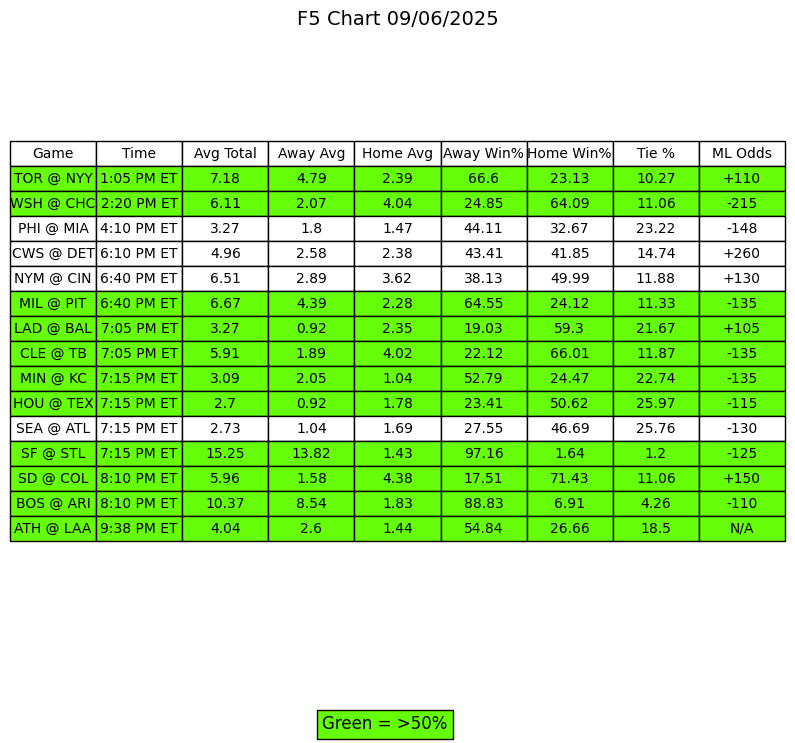 F5 Chart 09/06/2025
Game Time Avg Total Away Avg Home Avg Away Win% Home Win% Tie % ML Odds
TOR @ NYY 1:05 PM ET 7.18 4.79 2.39 66.6 23.13 10.27 +110
WSH @ CHC 2:20 PM ET 6.11 2.07 4.04 24.85 64.09 11.06 -215
PHI @ MIA 4:10 PM ET 3.27 1.8 1.47 44.11 32.67 23.22 -148
CWS @ DET 6:10 PM ET 4.96 2.58 2.38 43.41 41.85 14.74 +260
NYM @ CIN 6:40 PM ET 6.51 2.89 3.62 38.13 49.99 11.88 +130
MIL @ PIT 6:40 PM ET 6.67 4.39 2.28 64.55 24.12 11.33 -135
LAD @ BAL 7:05 PM ET 3.27 0.92 2.35 19.03 59.3 21.67 +105
CLE @ TB 7:05 PM ET 5.91 1.89 4.02 22.12 66.01 11.87 -135
MIN @ KC 7:15 PM ET 3.09 2.05 1.04 52.79 24.47 22.74 -135
HOU @ TEX 7:15 PM ET 2.7 0.92 1.78 23.41 50.62 25.97 -115
SEA @ ATL 7:15 PM ET 2.73 1.04 1.69 27.55 46.69 25.76 -130
SF @ STL 7:15 PM ET 15.25 13.82 1.43 97.16 1.64 1.2 -125
SD @ COL 8:10 PM ET 5.96 1.58 4.38 17.51 71.43 11.06 +150
BOS @ ARI 8:10 PM ET 10.37 8.54 1.83 88.83 6.91 4.26 -110
ATH @ LAA 9:38 PM ET 4.04 2.6 1.44 54.84 26.66 18.5 N/A
Green = >50%